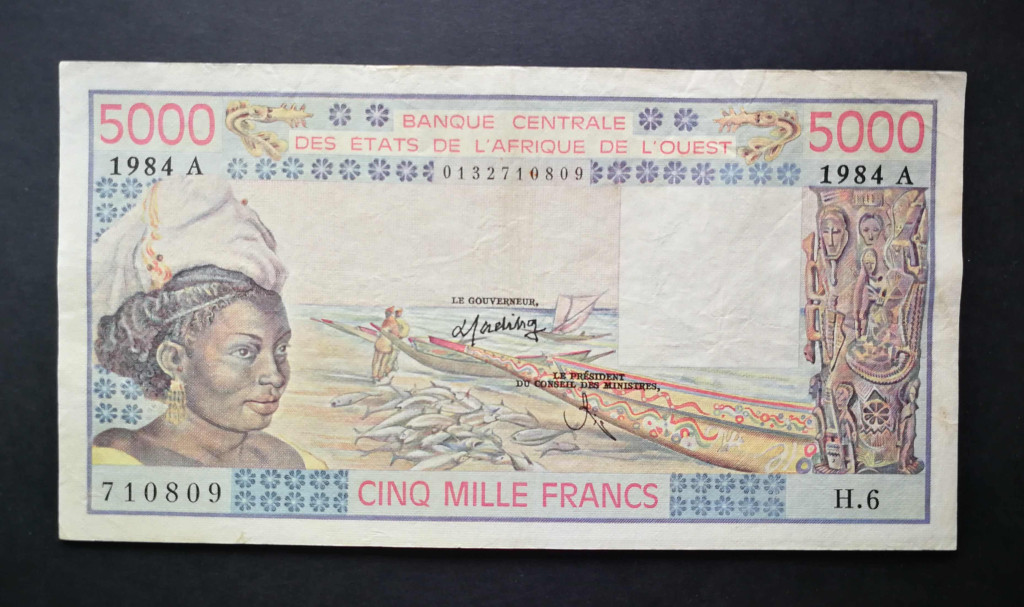 5000
BANQUE CENTRALE
DES ETATS DE L'AFRIQUE DE L'OUEST
5000
1984 A
0132710809
1984 A
LE GOUVERNEUR,
LE PRÉSIDENT
DU CONSEIL DES MINISTRES,
710809
CINQ MILLE FRANCS
H.6